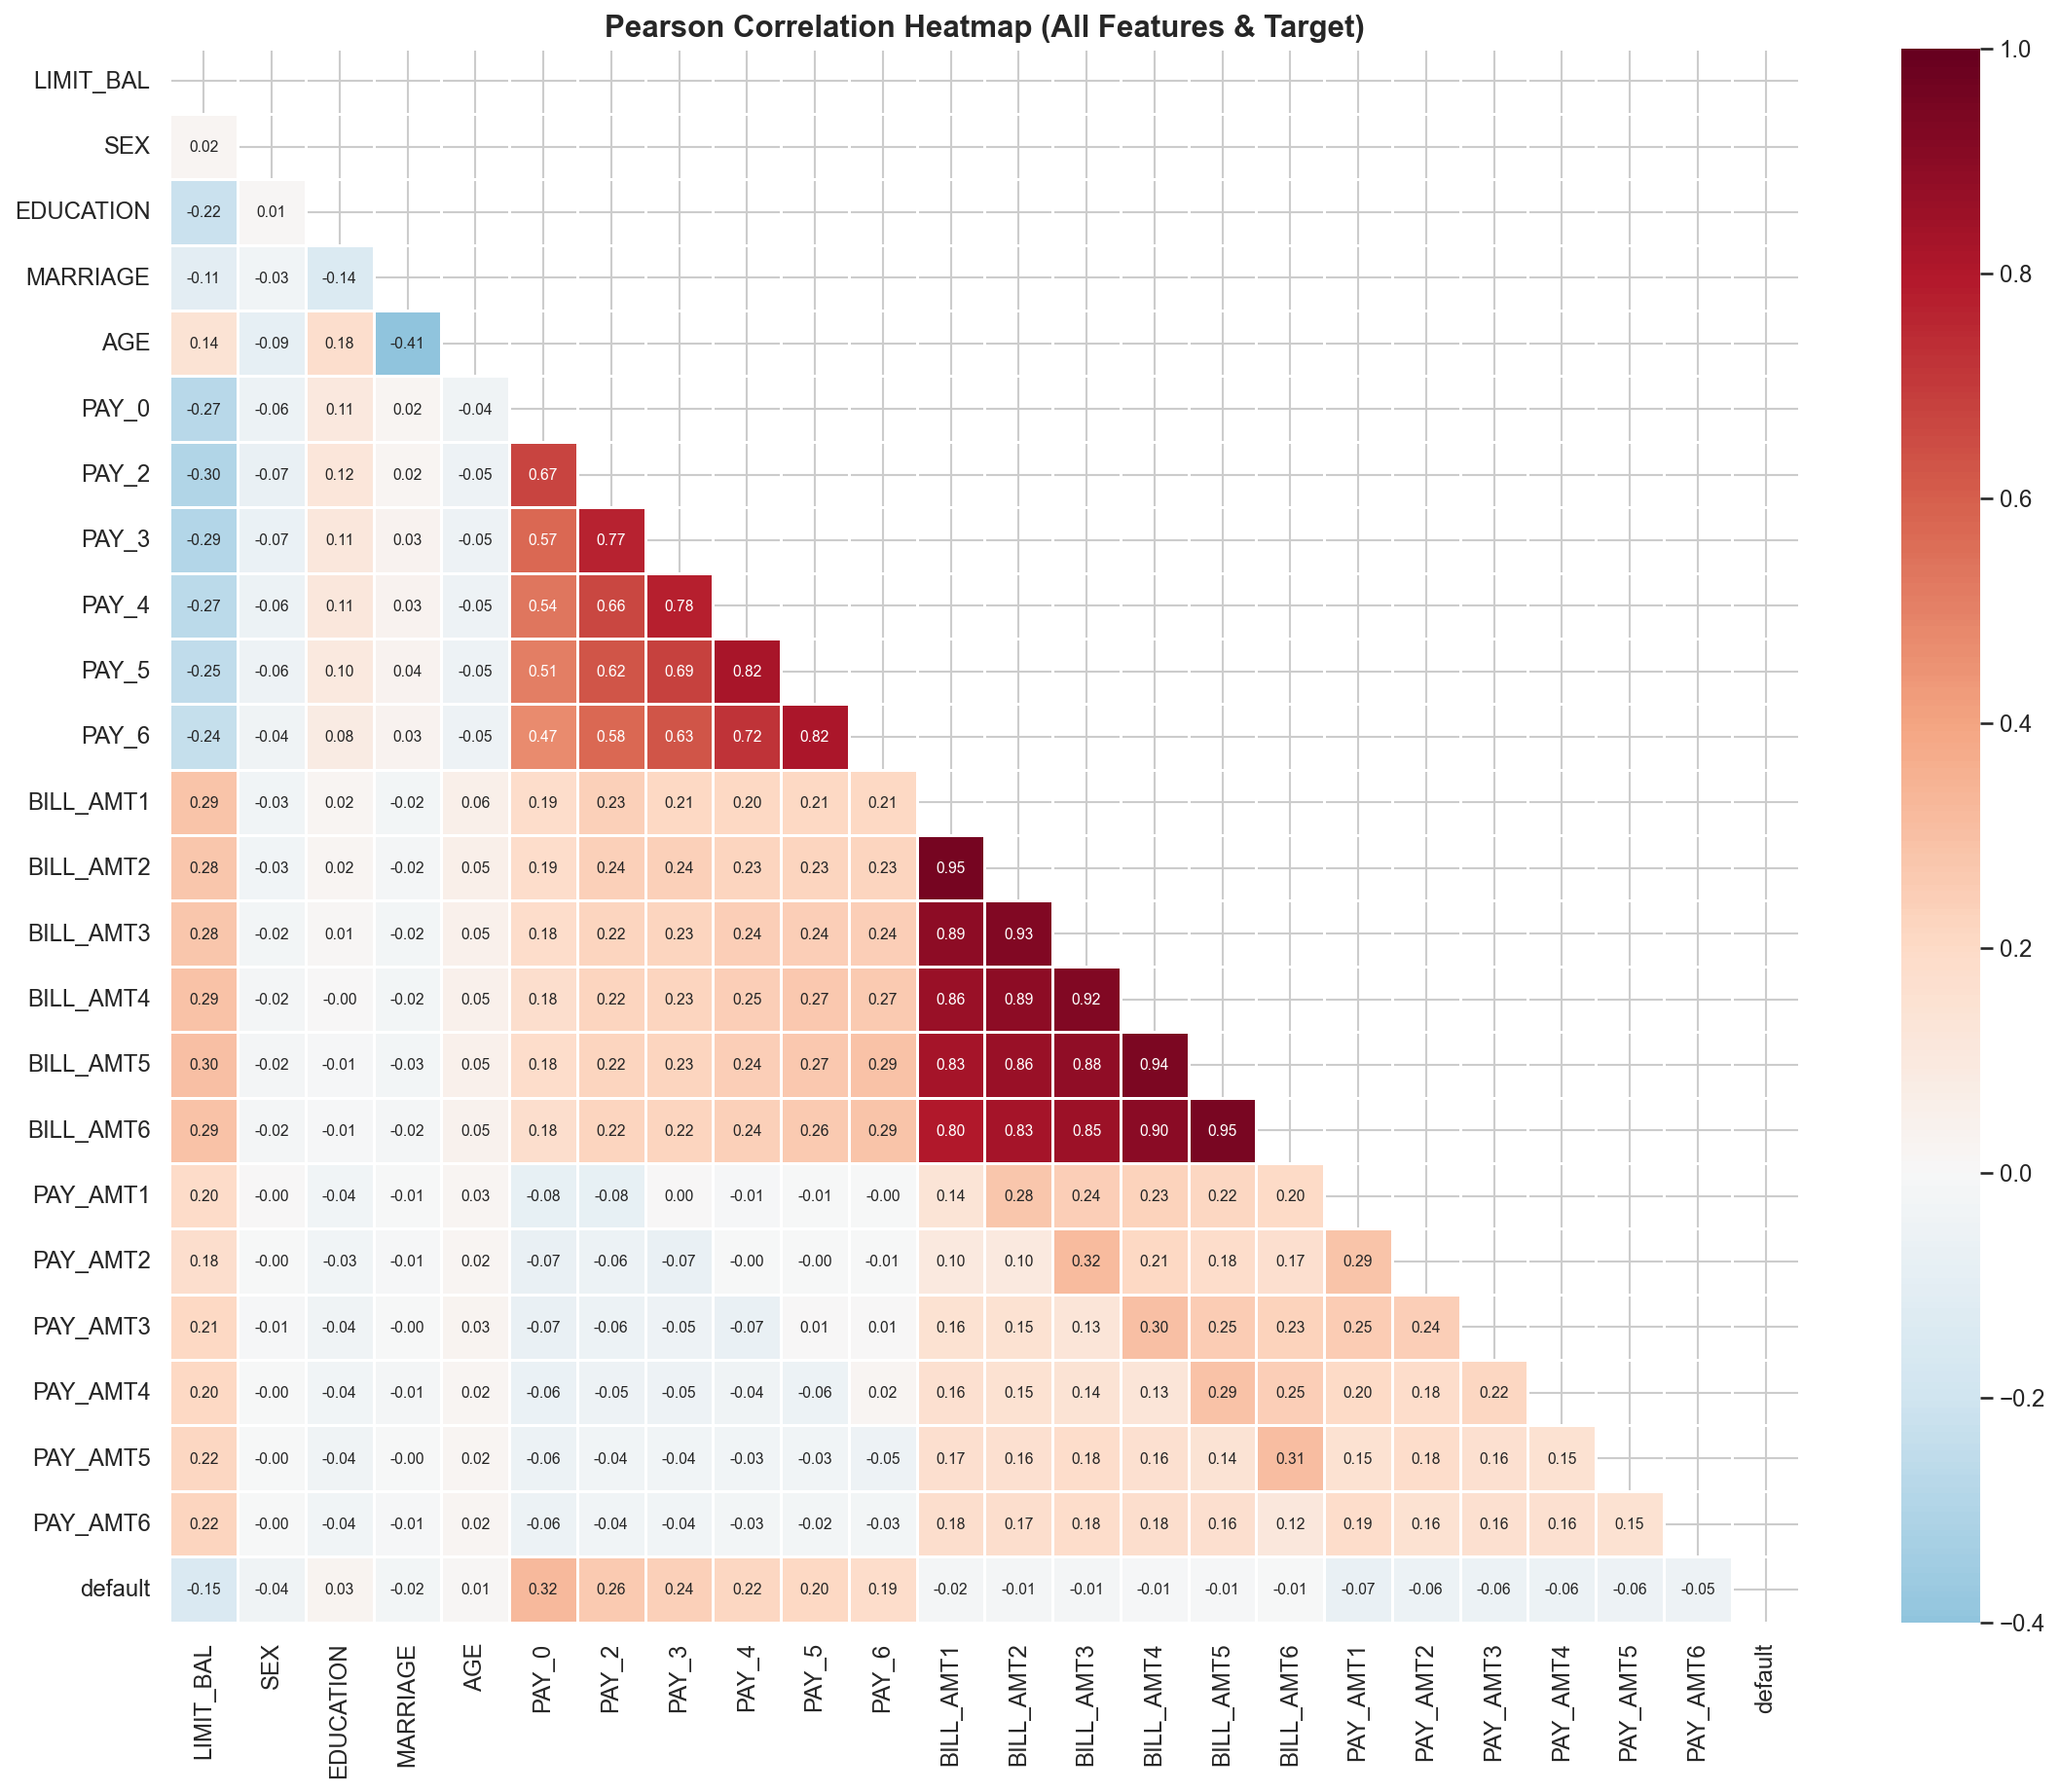 Pearson Correlation Heatmap (All Features & Target)
LIMIT_BAL
SEX 0.02
EDUCATION -0.22 0.01
MARRIAGE -0.11 -0.03 -0.14
AGE 0.14 -0.09 0.18 -0.41
PAY_0 -0.27 -0.06 0.11 0.02 -0.04
PAY_2 -0.30 -0.07 0.12 0.02 -0.05 0.67
PAY_3 -0.29 -0.07 0.11 0.03 -0.05 0.57 0.77
PAY_4 -0.27 -0.06 0.11 0.03 -0.05 0.54 0.66 0.78
PAY_5 -0.25 -0.06 0.10 0.04 -0.05 0.51 0.62 0.69 0.82
PAY_6 -0.24 -0.04 0.08 0.03 -0.05 0.47 0.58 0.63 0.72 0.82
BILL_AMT1 0.29 -0.03 0.02 -0.02 0.06 0.19 0.23 0.21 0.20 0.21 0.21
BILL_AMT2 0.28 -0.03 0.02 -0.02 0.05 0.19 0.24 0.24 0.23 0.23 0.23 0.95
BILL_AMT3 0.28 -0.02 0.01 -0.02 0.05 0.18 0.22 0.23 0.24 0.24 0.24 0.89 0.93
BILL_AMT4 0.29 -0.02 -0.00 -0.02 0.05 0.18 0.22 0.23 0.25 0.27 0.27 0.86 0.89 0.92
BILL_AMT5 0.30 -0.02 -0.01 -0.03 0.05 0.18 0.22 0.23 0.24 0.27 0.29 0.83 0.86 0.88 0.94
BILL_AMT6 0.29 -0.02 -0.01 -0.02 0.05 0.18 0.22 0.22 0.24 0.26 0.29 0.80 0.83 0.85 0.90 0.95
PAY_AMT1 0.20 -0.00 -0.04 -0.01 0.03 -0.08 -0.08 0.00 -0.01 -0.01 -0.00 0.14 0.28 0.24 0.23 0.22 0.20
PAY_AMT2 0.18 -0.00 -0.03 -0.01 0.02 -0.07 -0.06 -0.07 -0.00 -0.00 -0.01 0.10 0.10 0.32 0.21 0.18 0.17 0.29
PAY_AMT3 0.21 -0.01 -0.04 -0.00 0.03 -0.07 -0.06 -0.05 -0.07 0.01 0.01 0.16 0.15 0.13 0.30 0.25 0.23 0.25 0.24
PAY_AMT4 0.20 -0.00 -0.04 -0.01 0.02 -0.06 -0.05 -0.05 -0.04 -0.06 0.02 0.16 0.15 0.14 0.13 0.29 0.25 0.20 0.18 0.22
PAY_AMT5 0.22 -0.00 -0.04 -0.00 0.02 -0.06 -0.04 -0.04 -0.03 -0.03 -0.05 0.17 0.16 0.18 0.16 0.14 0.31 0.15 0.18 0.16 0.15
PAY_AMT6 0.22 -0.00 -0.04 -0.01 0.02 -0.06 -0.04 -0.04 -0.03 -0.02 -0.03 0.18 0.17 0.18 0.18 0.16 0.12 0.19 0.16 0.16 0.16 0.15
default -0.15 -0.04 0.03 -0.02 0.01 0.32 0.26 0.24 0.22 0.20 0.19 -0.02 -0.01 -0.01 -0.01 -0.01 -0.01 -0.07 -0.06 -0.06 -0.06 -0.06 -0.05
LIMIT_BAL SEX EDUCATION MARRIAGE AGE PAY_0 PAY_2 PAY_3 PAY_4 PAY_5 PAY_6 BILL_AMT1 BILL_AMT2 BILL_AMT3 BILL_AMT4 BILL_AMT5 BILL_AMT6 PAY_AMT1 PAY_AMT2 PAY_AMT3 PAY_AMT4 PAY_AMT5 PAY_AMT6 default
1.0
0.8
0.6
0.4
0.2
0.0
−0.2
−0.4